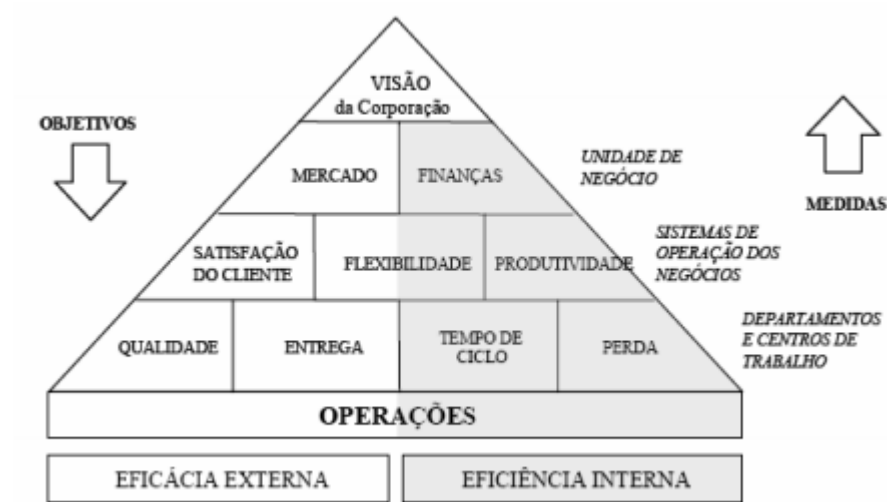 VISÃO
da Corporação
OBJETIVOS
MERCADO
FINANÇAS
UNIDADE DE
NEGÓCIO
MEDIDAS
SATISFAÇÃO
DO CLIENTE
FLEXIBILIDADE
PRODUTIVIDADE
SISTEMAS DE
OPERAÇÃO DOS
NEGÓCIOS
QUALIDADE
ENTREGA
TEMPO DE
CICLO
PERDA
DEPARTAMENTOS
E CENTROS DE
TRABALHO
OPERAÇÕES
EFICÁCIA EXTERNA
EFICIÊNCIA INTERNA